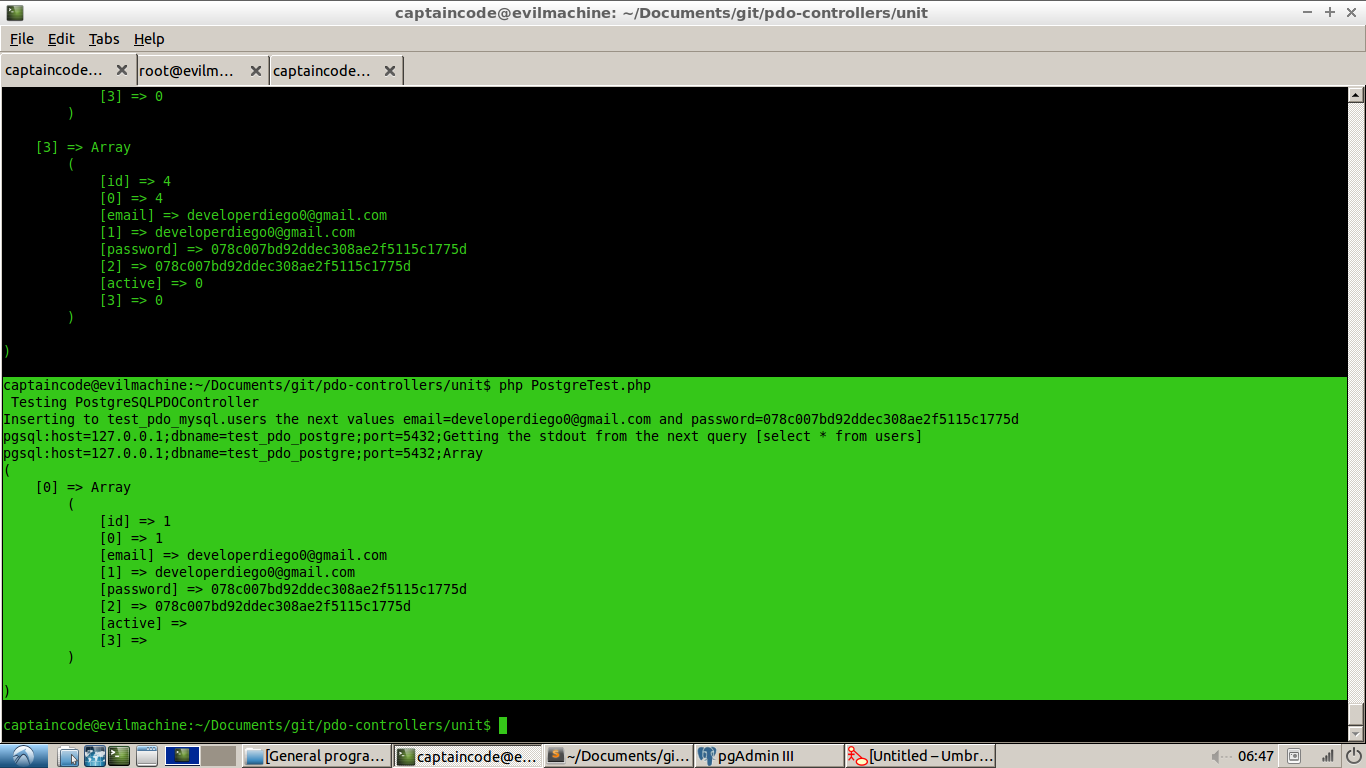 captaincode@evilmachine: ~/Documents/git/pdo-controllers/unit
File Edit Tabs Help
captaincode... root@evilm... captaincode...
[3] => 0
)
[3] => Array
(
[id] => 4
[0] => 4
[email] => developerdiego0@gmail.com
[1] => developerdiego0@gmail.com
[password] => 078c007bd92ddec308ae2f5115c1775d
[2] => 078c007bd92ddec308ae2f5115c1775d
[active] => 0
[3] => 0
)
)
captaincode@evilmachine:~/Documents/git/pdo-controllers/unit$ php PostgreTest.php
Testing PostgreSQLPDOController
Inserting to test_pdo_mysql.users the next values email=developerdiego0@gmail.com and password=078c007bd92ddec308ae2f5115c1775d
pgsql:host=127.0.0.1;dbname=test_pdo_postgre;port=5432;Getting the stdout from the next query [select * from users]
pgsql:host=127.0.0.1;dbname=test_pdo_postgre;port=5432;Array
(
[0] => Array
(
[id] => 1
[0] => 1
[email] => developerdiego0@gmail.com
[1] => developerdiego0@gmail.com
[password] => 078c007bd92ddec308ae2f5115c1775d
[2] => 078c007bd92ddec308ae2f5115c1775d
[active] =>
[3] =>
)
)
captaincode@evilmachine:~/Documents/git/pdo-controllers/unit$
[General progra... captaincode@e... ~/Documents/gi... pgAdmin III [Untitled – Umbr... 06:47